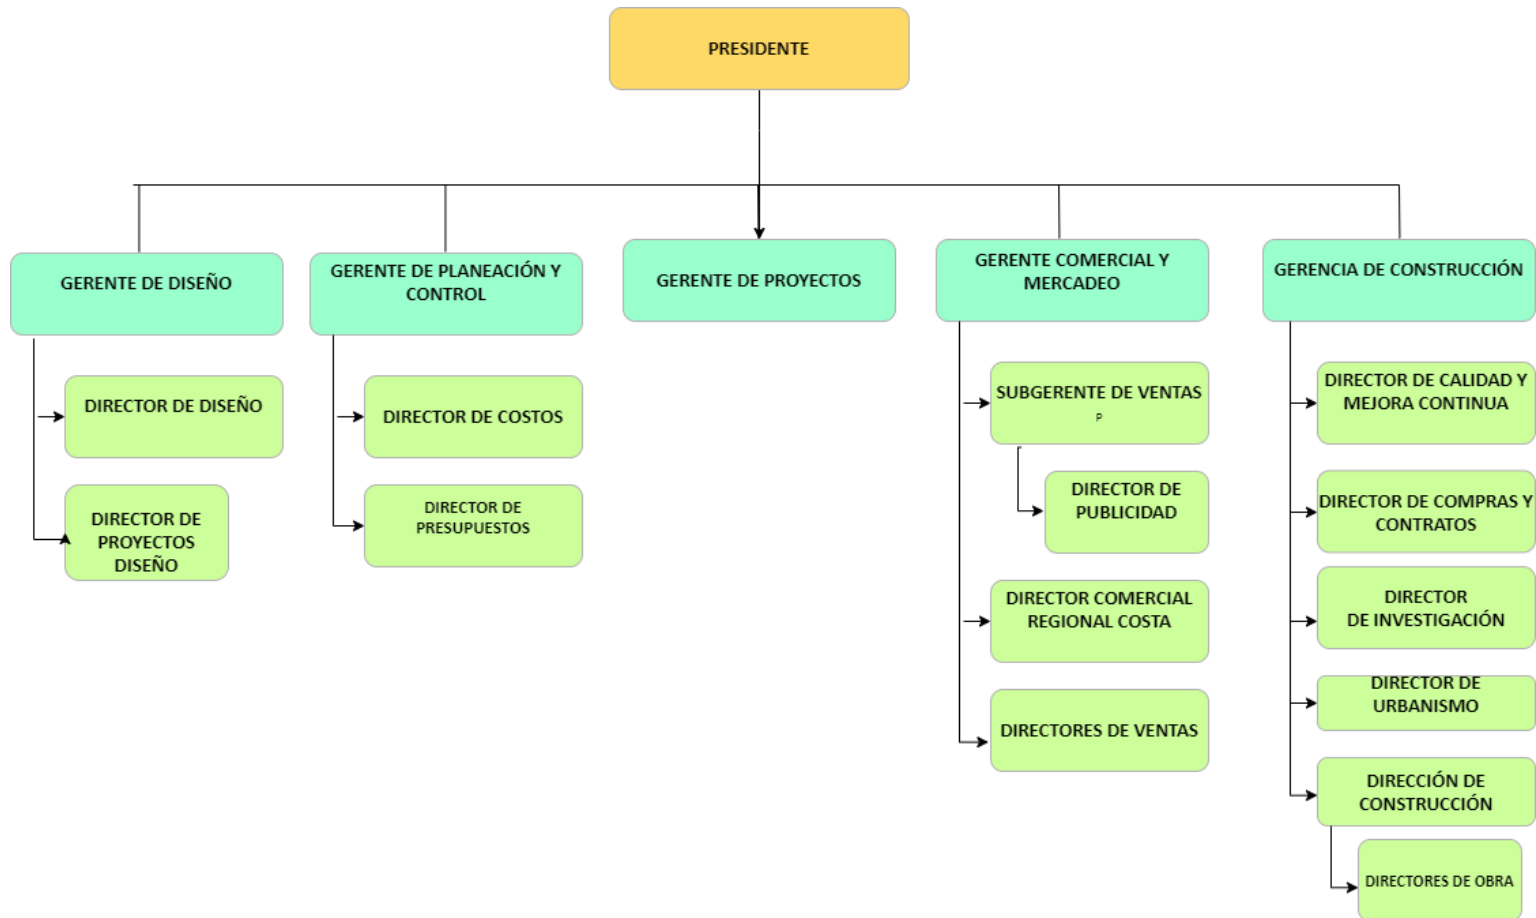 PRESIDENTE
GERENTE DE DISEÑO
GERENTE DE PLANEACIÓN Y
CONTROL
GERENTE DE PROYECTOS
GERENTE COMERCIAL Y
MERCADEO
GERENCIA DE CONSTRUCCIÓN
DIRECTOR DE DISEÑO
DIRECTOR DE
PROYECTOS
DISEÑO
DIRECTOR DE COSTOS
DIRECTOR DE
PRESUPUESTOS
SUBGERENTE DE VENTAS
P
DIRECTOR DE
PUBLICIDAD
DIRECTOR COMERCIAL
REGIONAL COSTA
DIRECTORES DE VENTAS
DIRECTOR DE CALIDAD Y
MEJORA CONTINUA
DIRECTOR DE COMPRAS Y
CONTRATOS
DIRECTOR
DE INVESTIGACIÓN
DIRECTOR DE
URBANISMO
DIRECCIÓN DE
CONSTRUCCIÓN
DIRECTORES DE OBRA